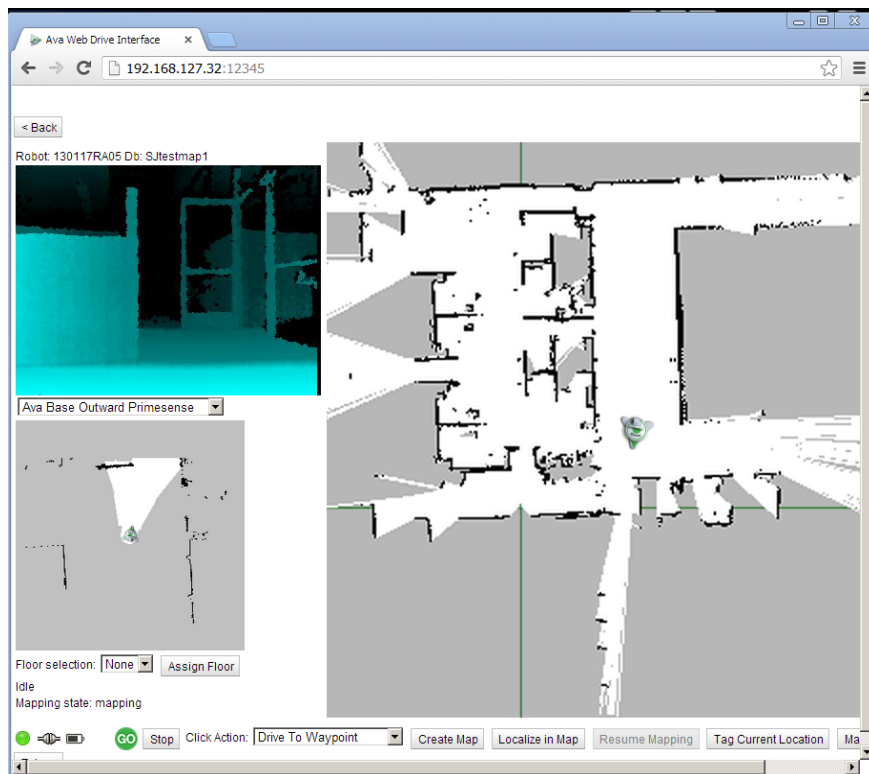 Ava Web Drive Interface
192.168.127.32:12345
< Back
Robot: 130117RA05 Db: SJtestmap1
Ava Base Outward Primesense
Floor selection: None Assign Floor
Idle
Mapping state: mapping
GO Stop Click Action: Drive To Waypoint Create Map Localize in Map Resume Mapping Tag Current Location Ma